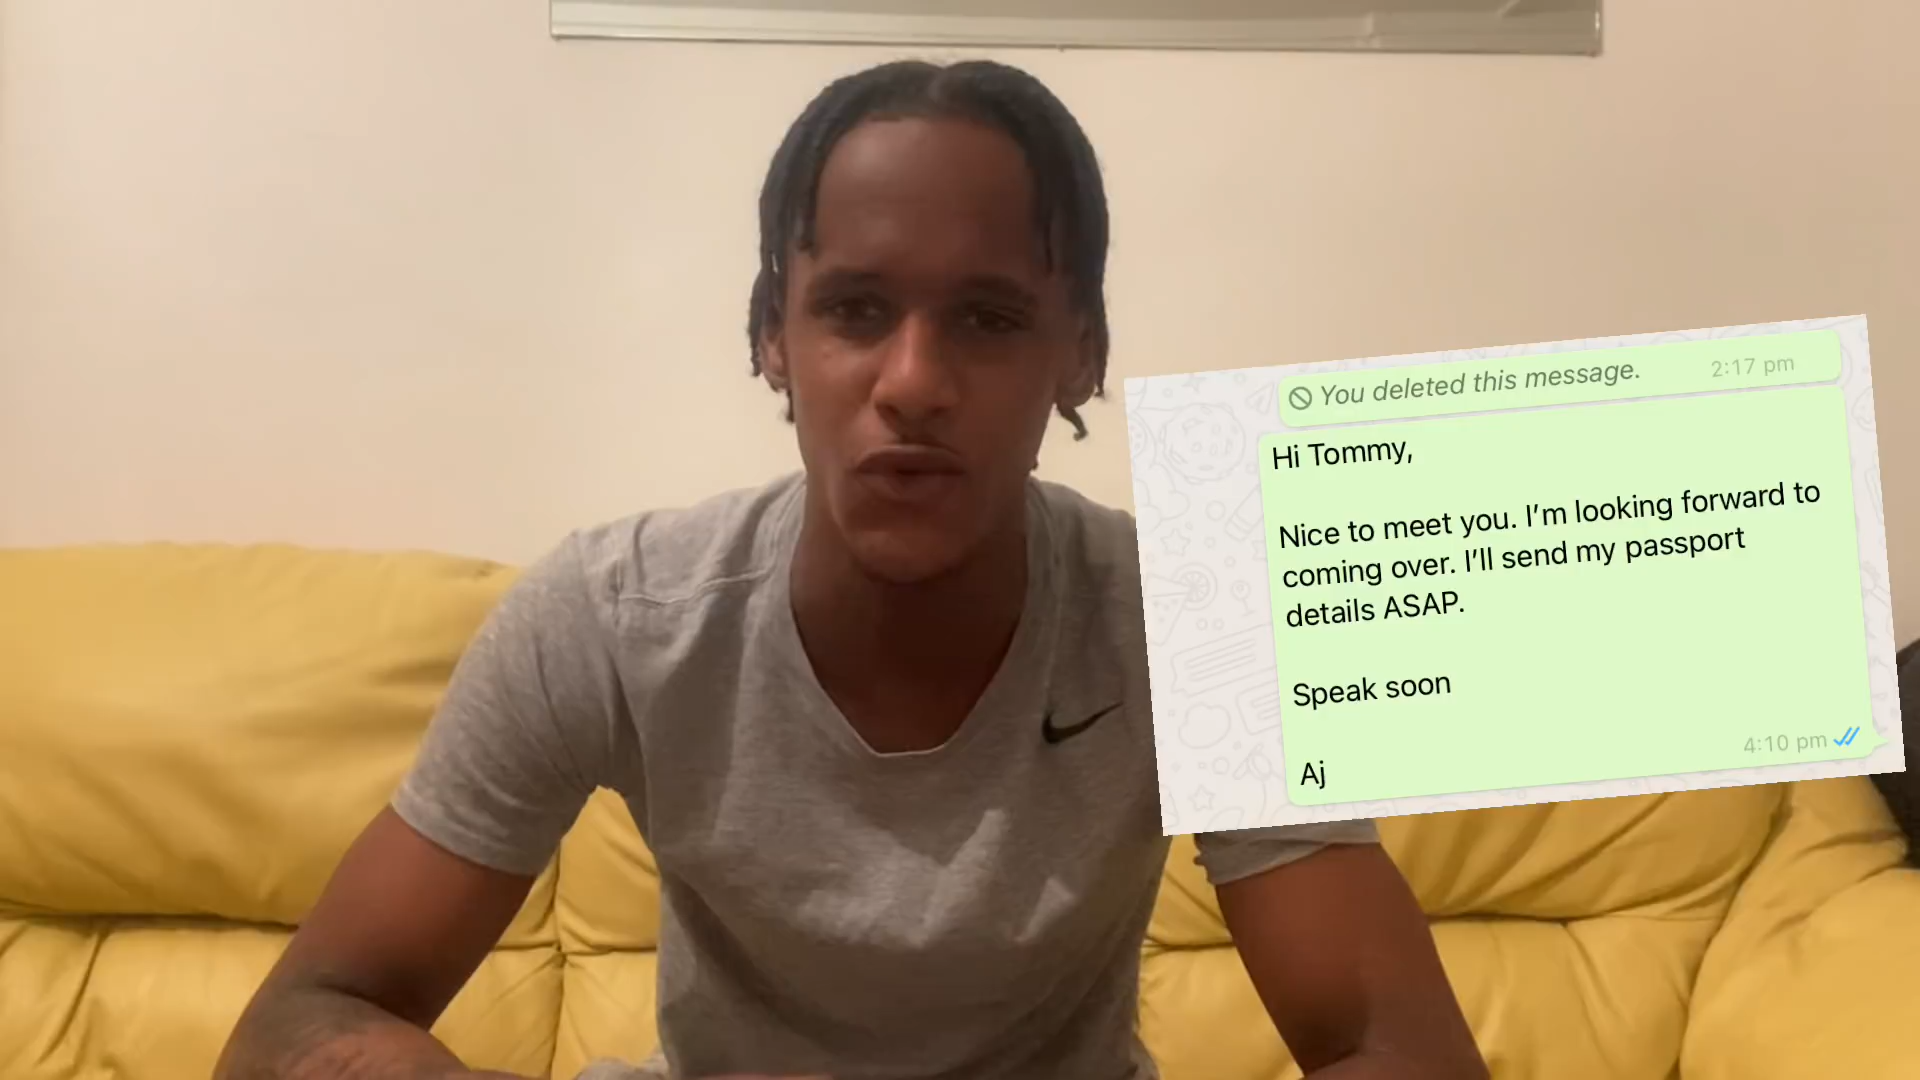 You deleted this message.
2:17 pm
Hi Tommy,
Nice to meet you. I’m looking forward to
coming over. I’ll send my passport
details ASAP.
Speak soon
Aj
4:10 pm